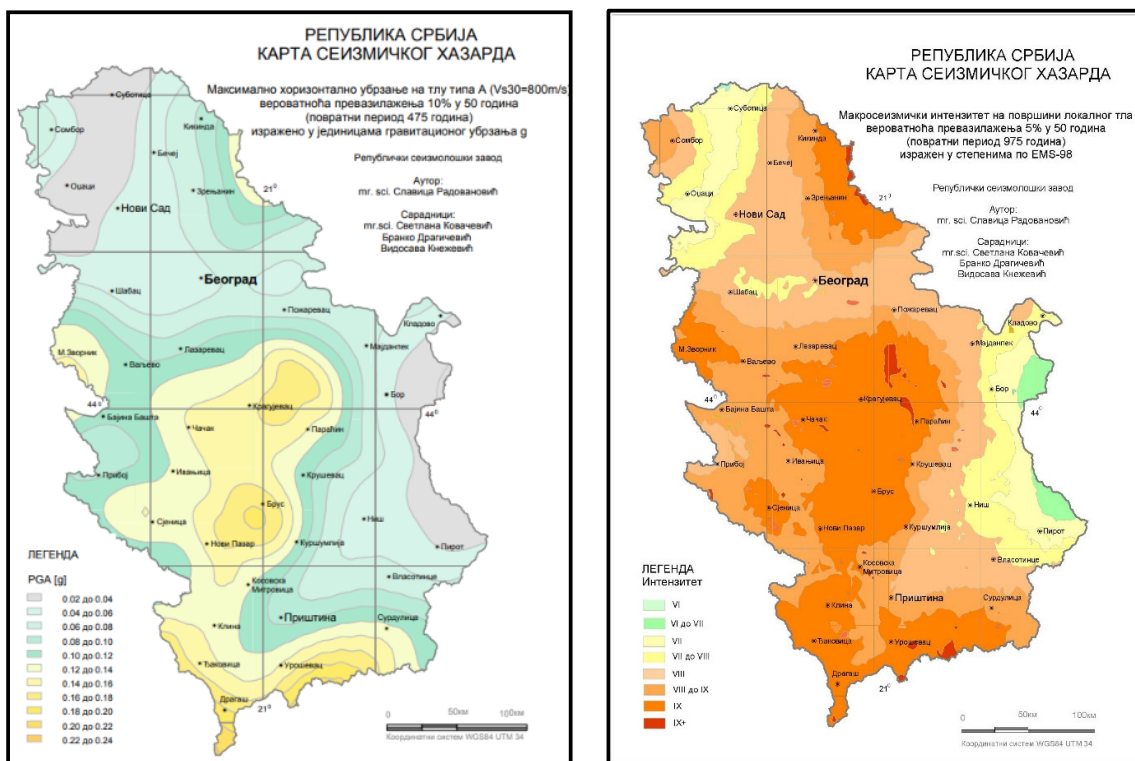 РЕПУБЛИКА СРБИЈА
КАРТА СЕИЗМИЧКОГ ХАЗАРДА
Максимално хоризонтално убрзање на тлу типа А (Vs30=800m/s)
вероватноћа превазилажења 10% у 50 година
(повратни период 475 година)
изражено у јединицама гравитационог убрзања g
Републички сеизмолошки завод
Аутор:
mr. sci. Славица Радовановић
Сарадници:
mr.sci. Светлана Ковачевић
Бранко Драгичевић
Видосава Кнежевић
Суботица
Сомбор
Кикинда
Бечеј
Оџаци
Зрењанин
21⁰
Нови Сад
Београд
Шабац
Пожаревац
Кладово
М.Зворник
Лазаревац
Мајданпек
Ваљево
Бор
44⁰
Бајина Башта
Крагујевац
44⁰
Чачак
Параћин
Прибој
Ивањица
Крушевац
Брус
Сјеница
Ниш
Нови Пазар
Куршумлија
Пирот
Косовска
Митровица
Власотинце
Клина
Приштина
Сурдулица
Ђаковица
Урошевац
Драгаш
21⁰
ЛЕГЕНДА
PGA [g]
0.02 до 0.04
0.04 до 0.06
0.06 до 0.08
0.08 до 0.10
0.10 до 0.12
0.12 до 0.14
0.14 до 0.16
0.16 до 0.18
0.18 до 0.20
0.20 до 0.22
0.22 до 0.24
0 50км 100км
Координатни систем WGS84 UTM 34
РЕПУБЛИКА СРБИЈА
КАРТА СЕИЗМИЧКОГ ХАЗАРДА
Макросеизмички интензитет на површини локалног тла
вероватноћа превазилажења 5% у 50 година
(повратни период 975 година)
изражен у степенима по EMS-98
Републички сеизмолошки завод
Аутор:
mr. sci. Славица Радовановић
Сарадници:
mr.sci. Светлана Ковачевић
Бранко Драгичевић
Видосава Кнежевић
Суботица
Кикинда
Сомбор
Бечеј
Оџаци
Зрењанин
21
Нови Сад
Београд
Шабац
Пожаревац
Кладово
М.Зворник
Лазаревац
Мајданпек
Ваљево
Бор
44
Бајина Башта
Крагујевац
44
Чачак
Параћин
Прибој
Ивањица
Крушевац
Брус
Сјеница
Ниш
Нови Пазар
Куршумлија
Пирот
Косовска
Митровица
Власотинце
Клина
Приштина
Сурдулица
Ђаковица
Урошевац
Драгаш
21
ЛЕГЕНДА
Интензитет
VI
VI до VII
VII
VII до VIII
VIII
VIII до IX
IX
IX+
0 50км 100км
Координатни систем WGS84 UTM 34